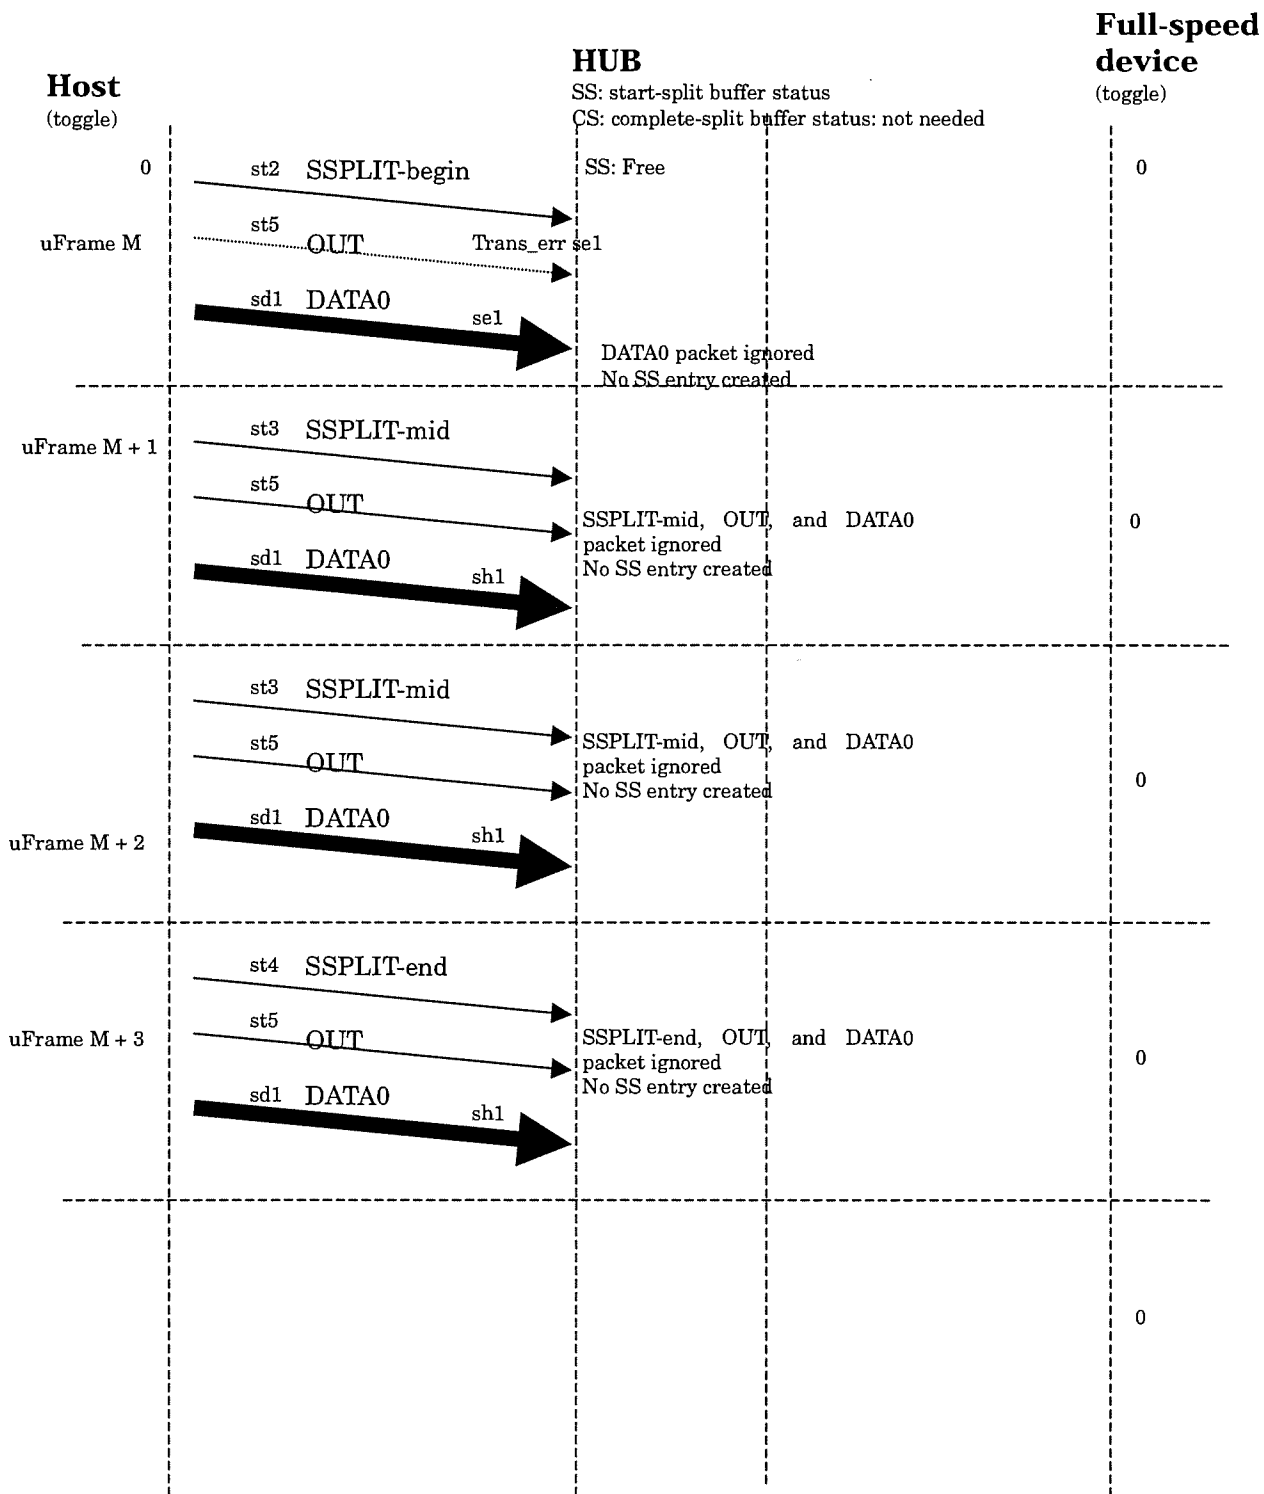 Full-speed
device
(toggle)
HUB
SS: start-split buffer status
CS: complete-split buffer status: not needed
Host
(toggle)
0
st2 SSPLIT-begin
SS: Free
0
uFrame M
st5
OUT
Trans_err se1
sd1 DATA0
se1
DATA0 packet ignored
No SS entry created
uFrame M + 1
st3 SSPLIT-mid
st5
OUT
SSPLIT-mid, OUT, and DATA0
packet ignored
No SS entry created
0
sd1 DATA0
sh1
st3 SSPLIT-mid
st5
OUT
SSPLIT-mid, OUT, and DATA0
packet ignored
No SS entry created
0
sd1 DATA0
sh1
uFrame M + 2
st4 SSPLIT-end
uFrame M + 3
st5
OUT
SSPLIT-end, OUT, and DATA0
packet ignored
No SS entry created
0
sd1 DATA0
sh1
0